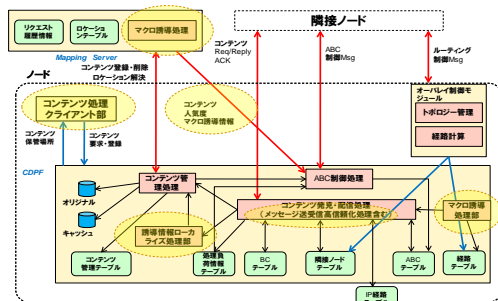 リクエスト
履歴情報
ロケーショ
ンテーブル
マクロ誘導処理
Mapping Server
隣接ノード
コンテンツ登録・削除
ロケーション解決
コンテンツ
Req/Reply
ACK
ABC
制御Msg
ルーティング
制御Msg
ノード
コンテンツ処理
クライアント部
コンテンツ
人気度
マクロ誘導情報
オーバレイ制御モ
ジュール
トポロジー管理
経路計算
コンテンツ
保管場所
コンテンツ
要求・登録
CDPF
コンテンツ管
理処理
ABC制御処理
オリジナル
キャッシュ
コンテンツ発見・配信処理
(メッセージ送受信高信頼化処理含む)
マクロ誘導
処理部
誘導情報ローカ
ライズ処理部
コンテンツ
管理テーブル
処理負
荷情報
テーブル
BC
テーブル
隣接ノード
テーブル
ABC
テーブル
経路
テーブル
IP経路